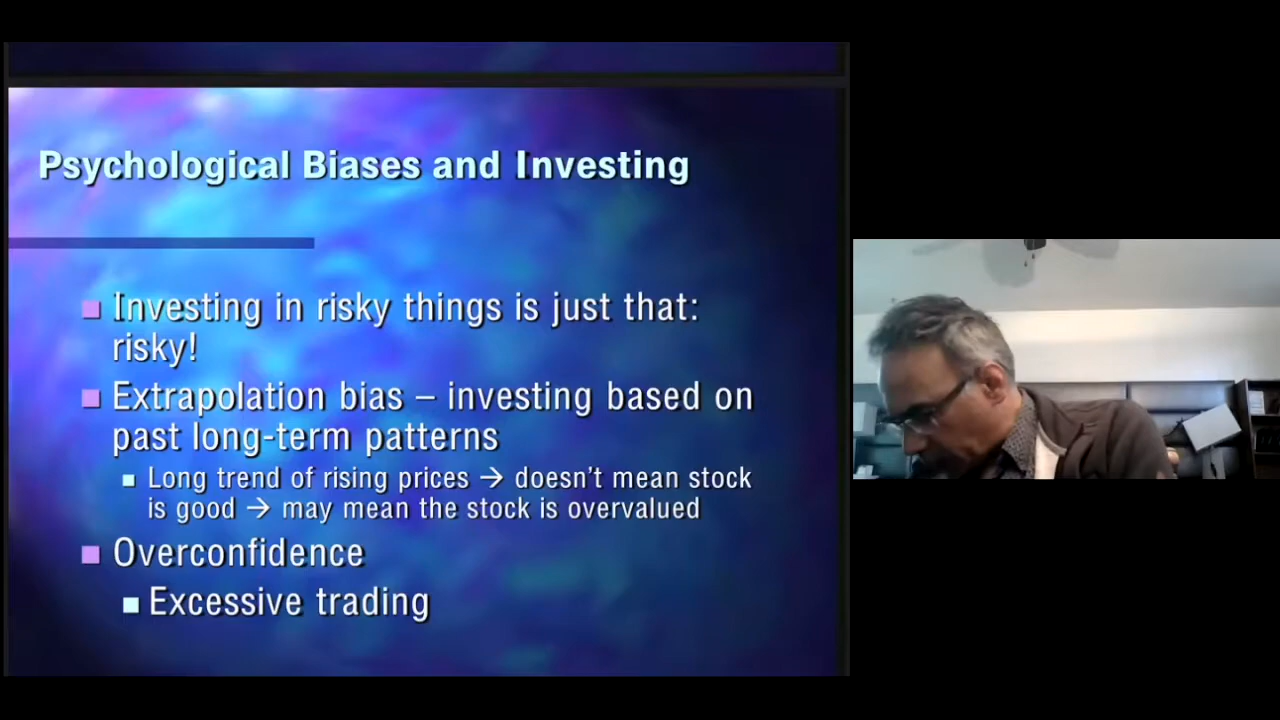 Psychological Biases and Investing
Investing in risky things is just that:
risky!
Extrapolation bias – investing based on
past long-term patterns
Long trend of rising prices → doesn't mean stock
is good → may mean the stock is overvalued
Overconfidence
Excessive trading